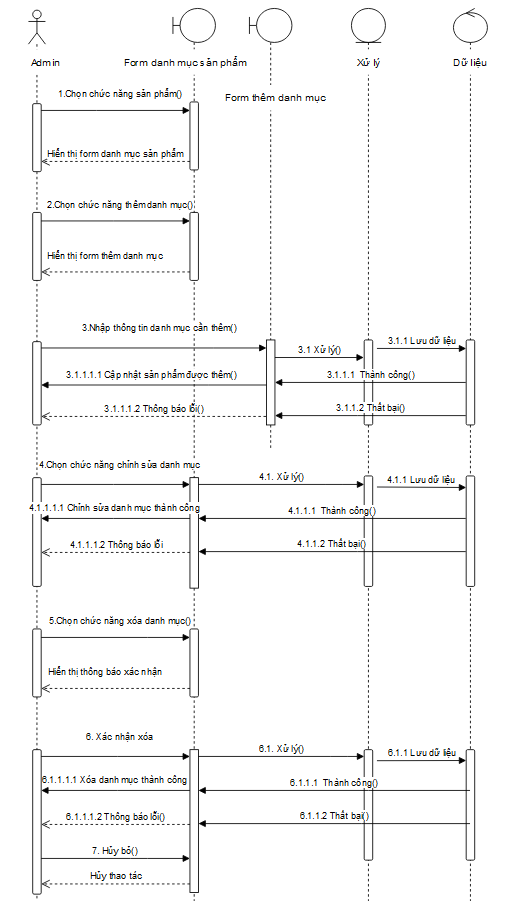 Admin
Form danh mục sản phẩm
Xử lý
Dữ liệu
Form thêm danh mục
1.Chọn chức năng sản phẩm()
Hiển thị form danh mục sản phẩm
2.Chọn chức năng thêm danh mục()
Hiển thị form thêm danh mục
3.Nhập thông tin danh mục cần thêm()
3.1 Xử lý()
3.1.1 Lưu dữ liệu
3.1.1.1.1 Cập nhật sản phẩm được thêm()
3.1.1.1 Thành công()
3.1.1.1.2 Thông báo lỗi()
3.1.1.2 Thất bại()
4.Chọn chức năng chỉnh sửa danh mục
4.1. Xử lý()
4.1.1 Lưu dữ liệu
4.1.1.1.1 Chỉnh sửa danh mục thành công
4.1.1.1 Thành công()
4.1.1.1.2 Thông báo lỗi
4.1.1.2 Thất bại()
5.Chọn chức năng xóa danh mục()
Hiển thị thông báo xác nhận
6. Xác nhận xóa
6.1. Xử lý()
6.1.1 Lưu dữ liệu
6.1.1.1.1 Xóa danh mục thành công
6.1.1.1 Thành công()
6.1.1.1.2 Thông báo lỗi()
6.1.1.2 Thất bại()
7. Hủy bỏ()
Hủy thao tác